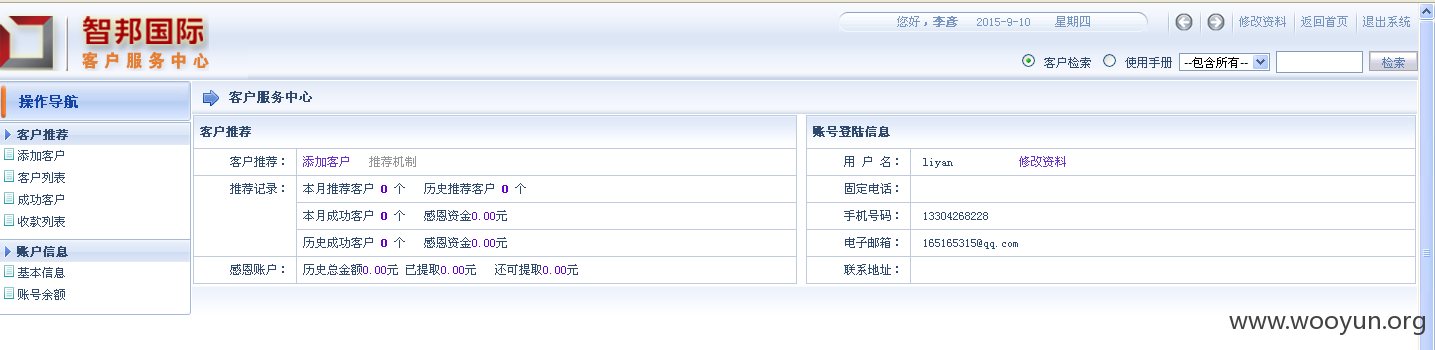 智邦国际
客户服务中心
您好，李彦 2015-9-10 星期四 修改资料 返回首页 退出系统
客户检索 使用手册 --包含所有-- 检索
操作导航
客户推荐
添加客户
客户列表
成功客户
收款列表
账户信息
基本信息
账号余额
客户服务中心
客户推荐
客户推荐： 添加客户 推荐机制
推荐记录： 本月推荐客户 0 个 历史推荐客户 0 个
本月成功客户 0 个 感恩资金0.00元
历史成功客户 0 个 感恩资金0.00元
感恩账户： 历史总金额0.00元 已提取0.00元 还可提取0.00元
账号登陆信息
用 户 名： liyan 修改资料
固定电话：
手机号码： 13304268228
电子邮箱： 165165315@qq.com
联系地址：
www.wooyun.org